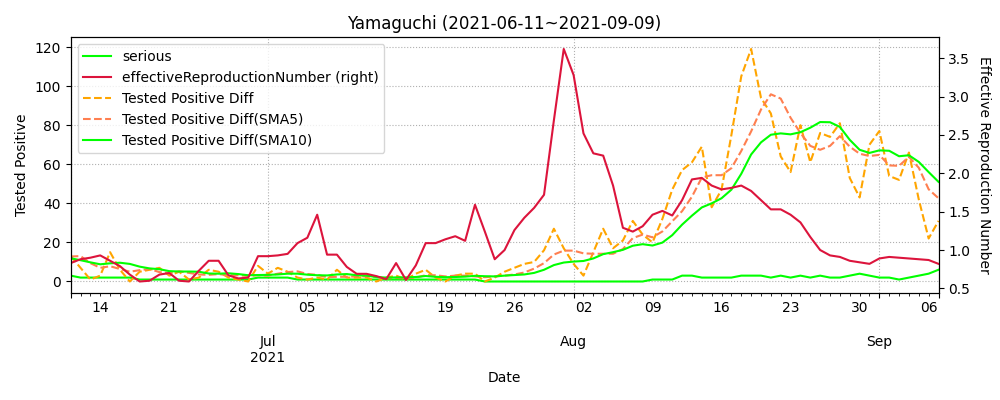 Yamaguchi (2021-06-11~2021-09-09)
serious
effectiveReproductionNumber (right)
Tested Positive Diff
Tested Positive Diff(SMA5)
Tested Positive Diff(SMA10)
Tested Positive
120
100
80
60
40
20
0
Effective Reproduction Number
3.5
3.0
2.5
2.0
1.5
1.0
0.5
14 21 28 05 12 19 26 02 09 16 23 30 06
Jul Aug Sep
2021
Date